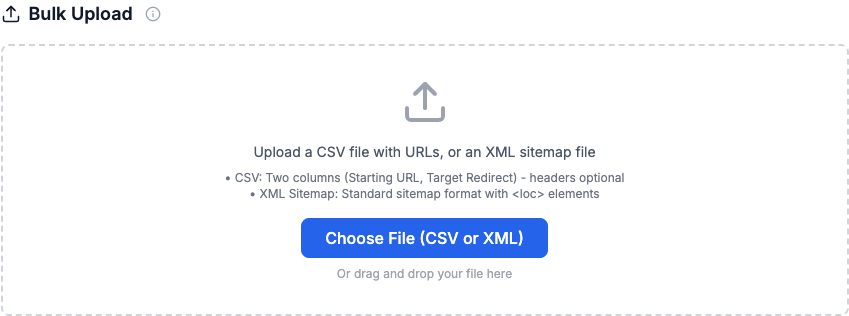 Bulk Upload
Upload a CSV file with URLs, or an XML sitemap file
• CSV: Two columns (Starting URL, Target Redirect) - headers optional
• XML Sitemap: Standard sitemap format with <loc> elements
Choose File (CSV or XML)
Or drag and drop your file here